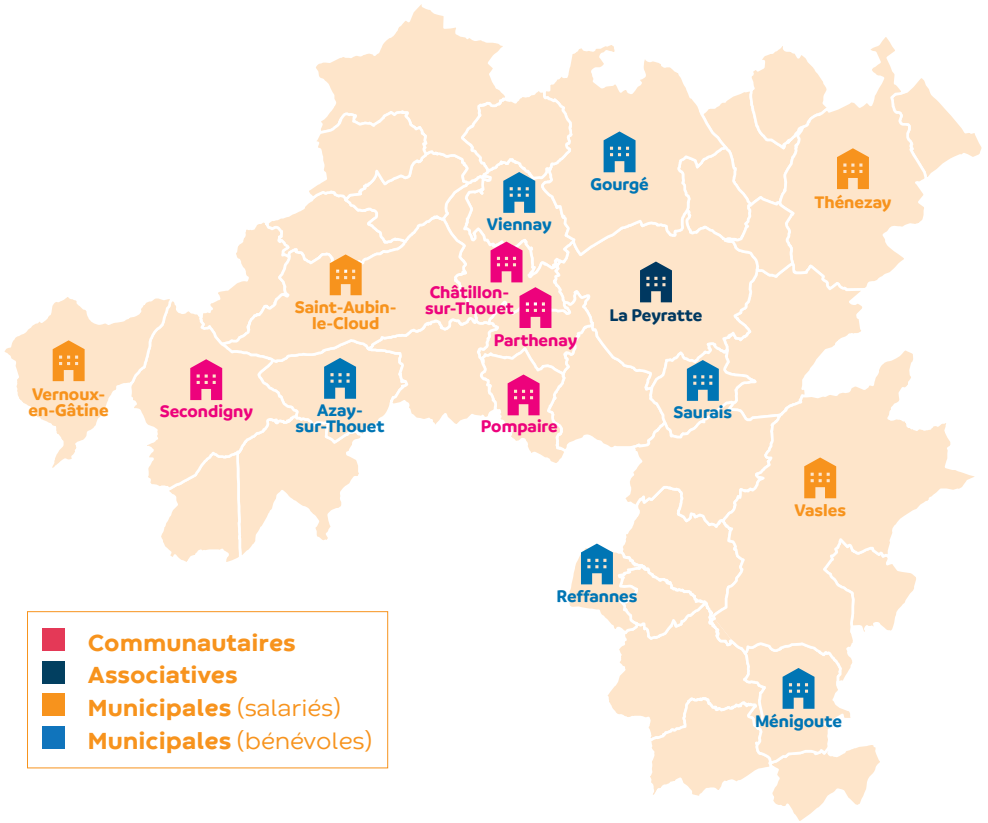 Gourgé
Thénezay
Viennay
Châtillon-
sur-Thouet
Saint-Aubin-
le-Cloud
La Peyratte
Parthenay
Vernoux-
en-Gâtine
Secondigny
Azay-
sur-Thouet
Pompaire
Saurais
Vasles
Reffannes
Ménigoute
Communautaires
Associatives
Municipales (salariés)
Municipales (bénévoles)